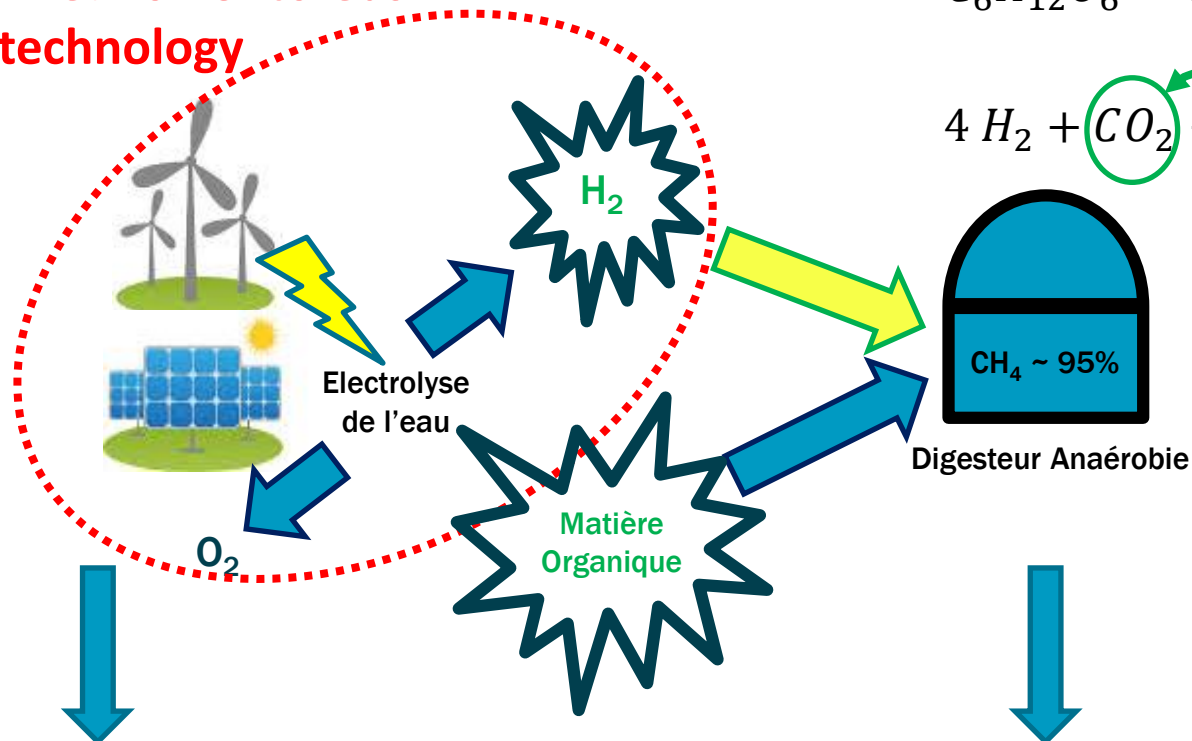 technology
4 H₂ + CO₂
H₂
Electrolyse
de l'eau
CH₄ ~ 95%
Digesteur Anaérobie
Matière
Organique
O₂